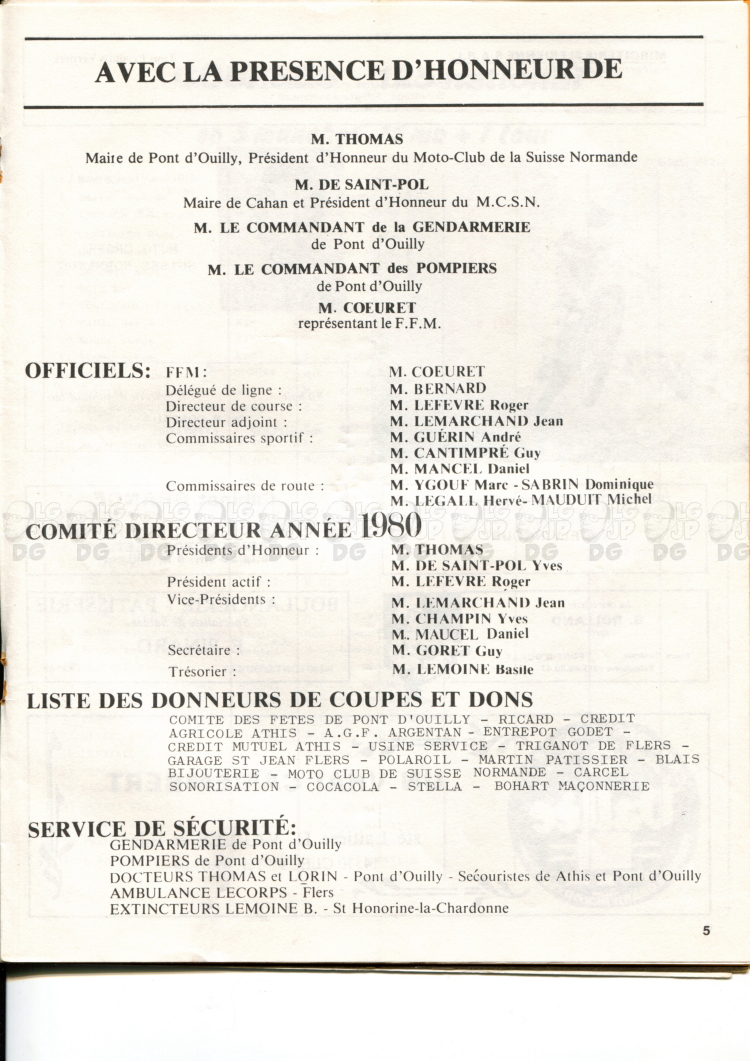 AVEC LA PRESENCE D'HONNEUR DE
M. THOMAS
Maire de Pont d'Ouilly, Président d'Honneur du Moto-Club de la Suisse Normande
M. DE SAINT-POL
Maire de Cahan et Président d'Honneur du M.C.S.N.
M. LE COMMANDANT de la GENDARMERIE
de Pont d'Ouilly
M. LE COMMANDANT des POMPIERS
de Pont d'Ouilly
M. COEURET
représentant le F.F.M.
OFFICIELS: FFM : M. COEURET
Délégué de ligne : M. BERNARD
Directeur de course : M. LEFEVRE Roger
Directeur adjoint : M. LEMARCHAND Jean
Commissaires sportif : M. GUÉRIN André
M. CANTIMPRÉ Guy
M. MANCEL Daniel
Commissaires de route : M. YGOUF Marc - SABRIN Dominique
M. LEGALL Hervé- MAUDUIT Michel
COMITÉ DIRECTEUR ANNÉE 1980
Présidents d'Honneur : M. THOMAS
M. DE SAINT-POL Yves
Président actif : M. LEFEVRE Roger
Vice-Présidents : M. LEMARCHAND Jean
M. CHAMPIN Yves
M. MAUCEL Daniel
Secrétaire : M. GORET Guy
Trésorier : M. LEMOINE Basile
LISTE DES DONNEURS DE COUPES ET DONS
COMITE DES FETES DE PONT D'OUILLY - RICARD - CREDIT
AGRICOLE ATHIS - A.G.F. ARGENTAN - ENTREPOT GODET -
CREDIT MUTUEL ATHIS - USINE SERVICE - TRIGANOT DE FLERS -
GARAGE ST JEAN FLERS - POLAROIL - MARTIN PATISSIER - BLAIS
BIJOUTERIE - MOTO CLUB DE SUISSE NORMANDE - CARCEL
SONORISATION - COCACOLA - STELLA - BOHART MAÇONNERIE
SERVICE DE SÉCURITÉ:
GENDARMERIE de Pont d'Ouilly
POMPIERS de Pont d'Ouilly
DOCTEURS THOMAS et LORIN - Pont d'Ouilly - Secouristes de Athis et Pont d'Ouilly
AMBULANCE LECORPS - Flers
EXTINCTEURS LEMOINE B. - St Honorine-la-Chardonne
5